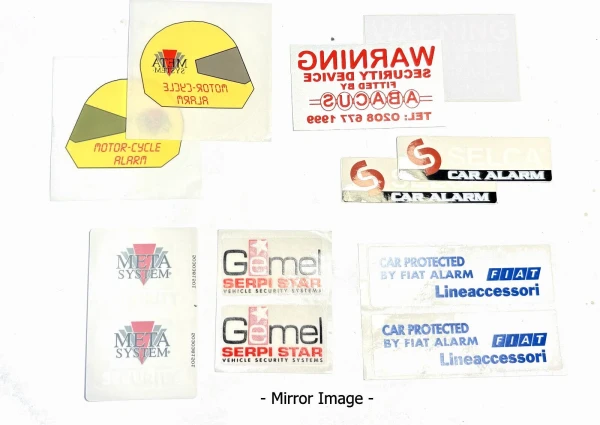 META
SYSTEM
MOTOR-CYCLE
ALARM
MOTOR-CYCLE
ALARM
WARNING
SECURITY DEVICE
FITTED BY
ABACUS
TEL: 0208 677 1999
WARNING
SELCA
CAR ALARM
CAR ALARM
META
SYSTEM
META
SYSTEM
Gemel
SERPI STAR
VEHICLE SECURITY SYSTEMS
Gemel
SERPI STAR
VEHICLE SECURITY SYSTEMS
CAR PROTECTED
BY FIAT ALARM FIAT
Lineaccessori
CAR PROTECTED
BY FIAT ALARM FIAT
Lineaccessori
- Mirror Image -